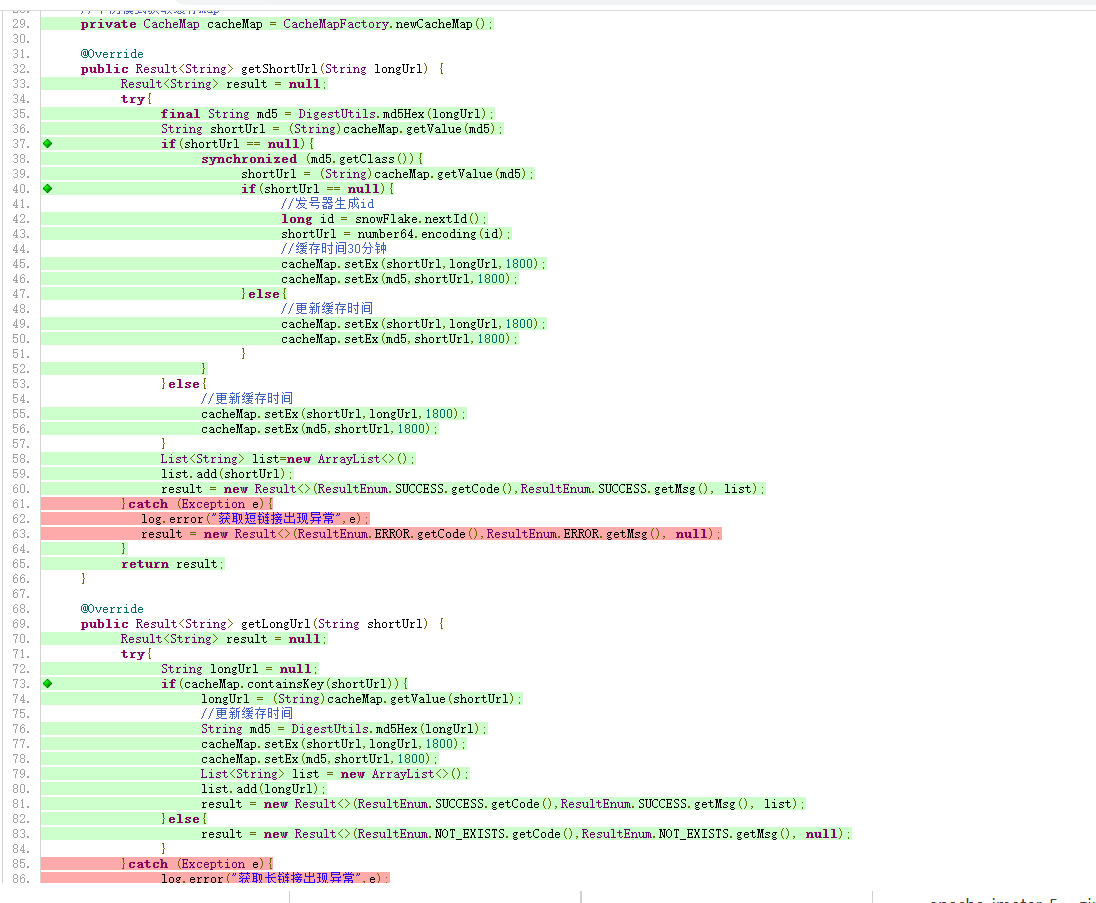 29. private CacheMap cacheMap = CacheMapFactory.newCacheMap();
30.
31. @Override
32. public Result<String> getShortUrl(String longUrl) {
33. Result<String> result = null;
34. try{
35. final String md5 = DigestUtils.md5Hex(longUrl);
36. String shortUrl = (String)cacheMap.getValue(md5);
37. if(shortUrl == null){
38. synchronized (md5.getClass()){
39. shortUrl = (String)cacheMap.getValue(md5);
40. if(shortUrl == null){
41. //发号器生成id
42. long id = snowFlake.nextId();
43. shortUrl = number64.encoding(id);
44. //缓存时间30分钟
45. cacheMap.setEx(shortUrl,longUrl,1800);
46. cacheMap.setEx(md5,shortUrl,1800);
47. }else{
48. //更新缓存时间
49. cacheMap.setEx(shortUrl,longUrl,1800);
50. cacheMap.setEx(md5,shortUrl,1800);
51. }
52. }
53. }else{
54. //更新缓存时间
55. cacheMap.setEx(shortUrl,longUrl,1800);
56. cacheMap.setEx(md5,shortUrl,1800);
57. }
58. List<String> list=new ArrayList<>();
59. list.add(shortUrl);
60. result = new Result<>(ResultEnum.SUCCESS.getCode(),ResultEnum.SUCCESS.getMsg(), list);
61. }catch (Exception e){
62. log.error("获取短链接出现异常",e);
63. result = new Result<>(ResultEnum.ERROR.getCode(),ResultEnum.ERROR.getMsg(), null);
64. }
65. return result;
66. }
67.
68. @Override
69. public Result<String> getLongUrl(String shortUrl) {
70. Result<String> result = null;
71. try{
72. String longUrl = null;
73. if(cacheMap.containsKey(shortUrl)){
74. longUrl = (String)cacheMap.getValue(shortUrl);
75. //更新缓存时间
76. String md5 = DigestUtils.md5Hex(longUrl);
77. cacheMap.setEx(shortUrl,longUrl,1800);
78. cacheMap.setEx(md5,shortUrl,1800);
79. List<String> list = new ArrayList<>();
80. list.add(longUrl);
81. result = new Result<>(ResultEnum.SUCCESS.getCode(),ResultEnum.SUCCESS.getMsg(), list);
82. }else{
83. result = new Result<>(ResultEnum.NOT_EXISTS.getCode(),ResultEnum.NOT_EXISTS.getMsg(), null);
84. }
85. }catch (Exception e){
86. log.error("获取长链接出现异常",e);